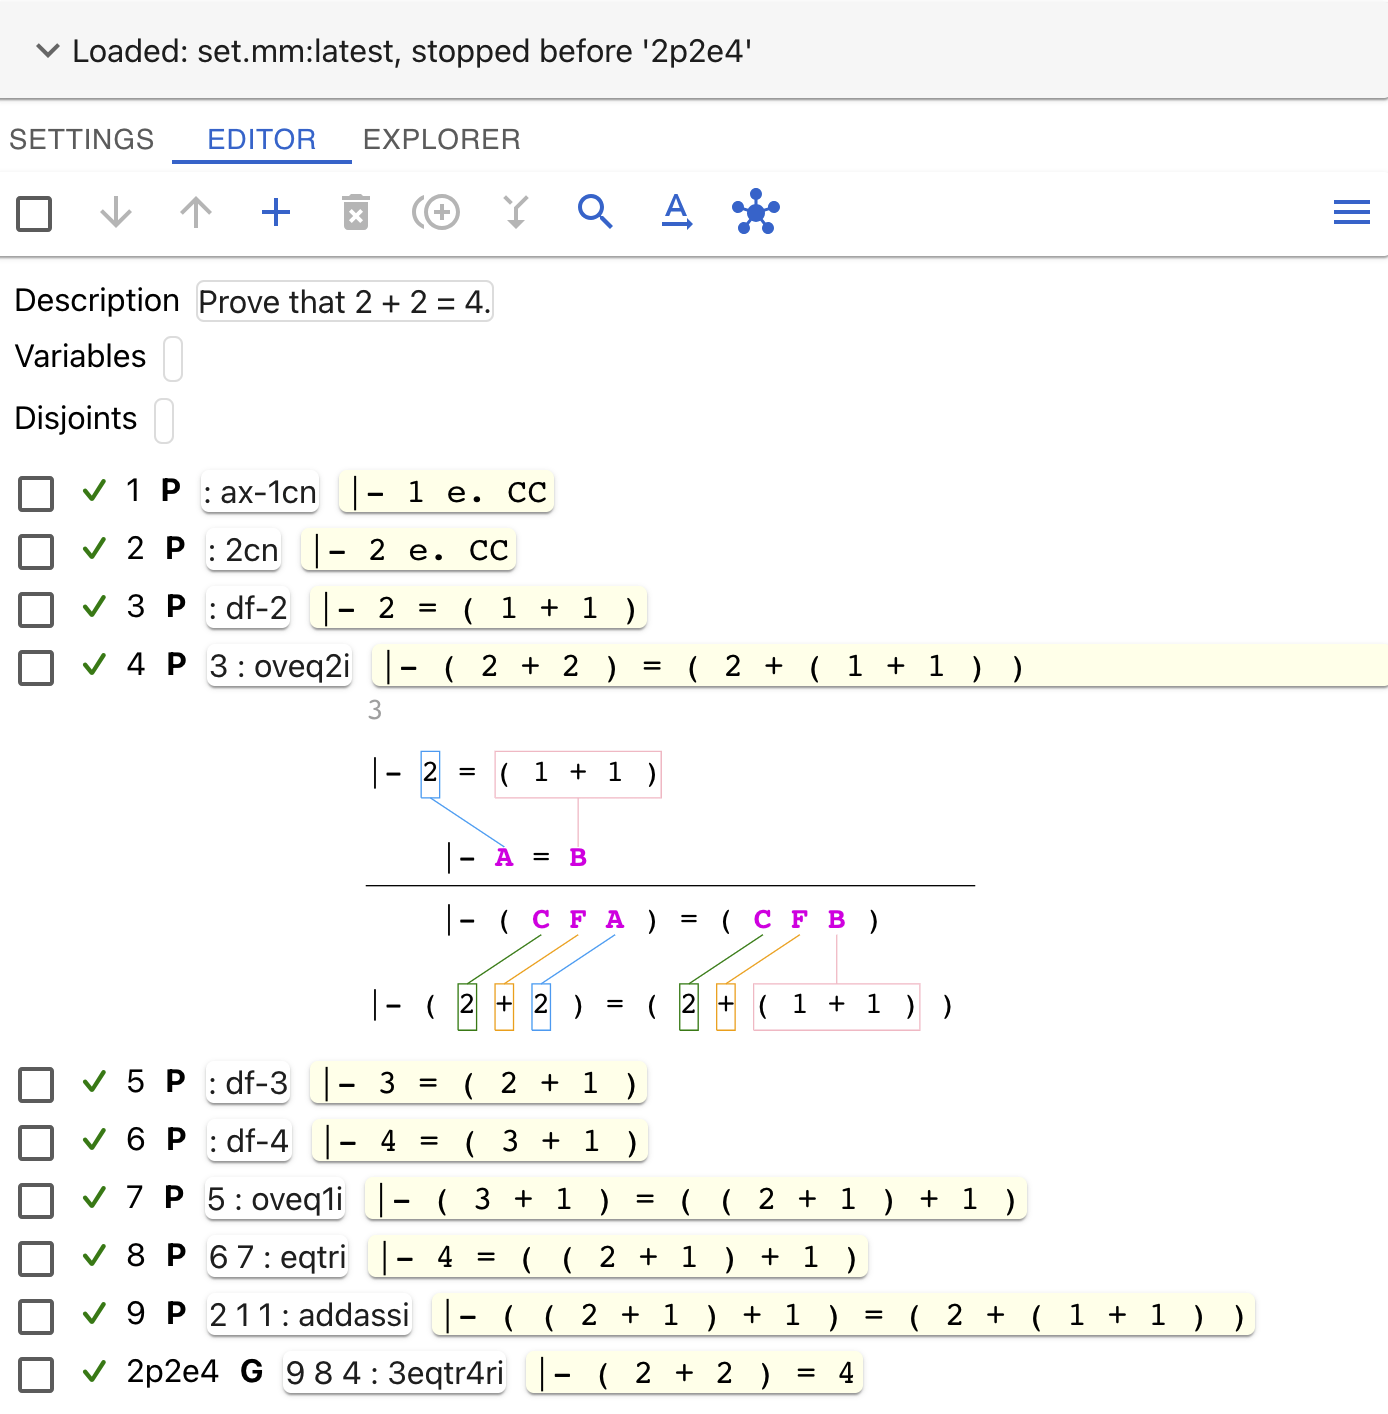 Loaded: set.mm:latest, stopped before '2p2e4'
SETTINGS EDITOR EXPLORER
Description Prove that 2 + 2 = 4.
Variables
Disjoints
1 P : ax-1cn |- 1 e. CC
2 P : 2cn |- 2 e. CC
3 P : df-2 |- 2 = ( 1 + 1 )
4 P 3 : oveq2i |- ( 2 + 2 ) = ( 2 + ( 1 + 1 ) )
3
|- 2 = ( 1 + 1 )
|- A = B
|- ( C F A ) = ( C F B )
|- ( 2 + 2 ) = ( 2 + ( 1 + 1 ) )
5 P : df-3 |- 3 = ( 2 + 1 )
6 P : df-4 |- 4 = ( 3 + 1 )
7 P 5 : oveq1i |- ( 3 + 1 ) = ( ( 2 + 1 ) + 1 )
8 P 6 7 : eqtri |- 4 = ( ( 2 + 1 ) + 1 )
9 P 2 1 1 : addassi |- ( ( 2 + 1 ) + 1 ) = ( 2 + ( 1 + 1 ) )
2p2e4 G 9 8 4 : 3eqtr4ri |- ( 2 + 2 ) = 4